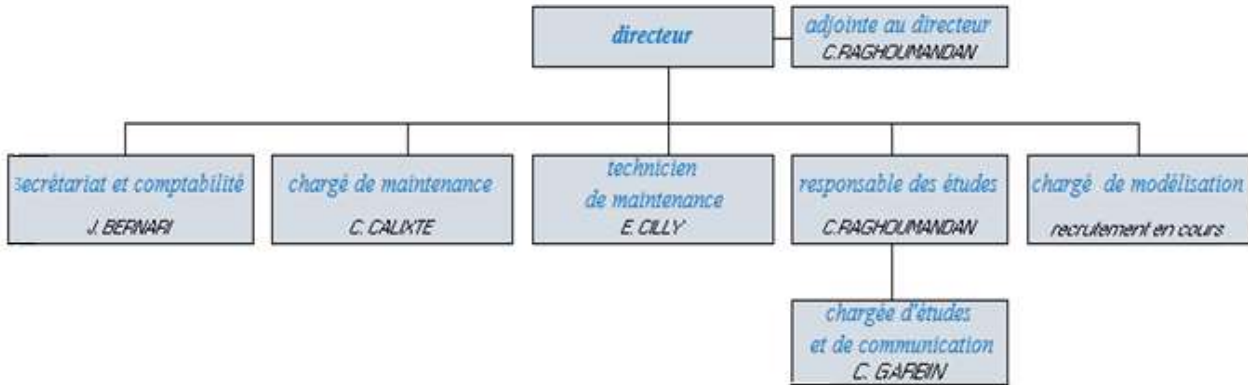 directeur
adjointe au directeur
C.RAGHOUMANDAN
secrétariat et comptabilité
J. BERNARI
chargé de maintenance
C. CALIXTE
technicien
de maintenance
E. CILLY
responsable des études
C.RAGHOUMANDAN
chargé de modélisation
recrutement en cours
chargée d'études
et de communication
C. GARBIN